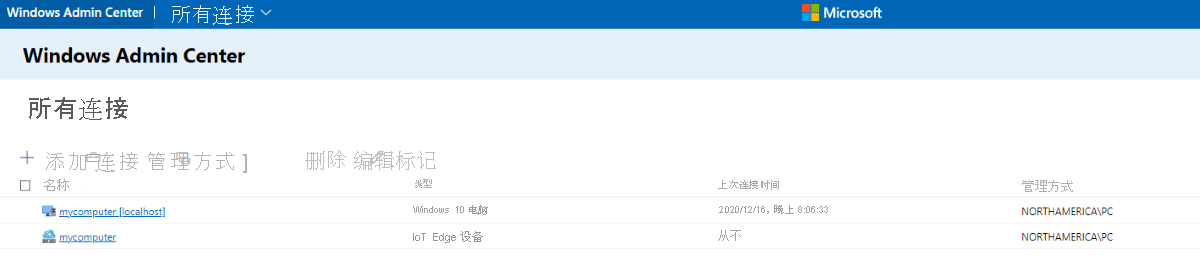 Windows Admin Center | 所有连接 Microsoft
Windows Admin Center
所有连接
添加 连接 管理方式 ] 删除 编辑标记
名称 类型 上次连接时间 管理方式
mycomputer [localhost] Windows 10 电脑 2020/12/16，晚上 8:06:33 NORTHAMERICA\PC
mycomputer IoT Edge 设备 从不 NORTHAMERICA\PC